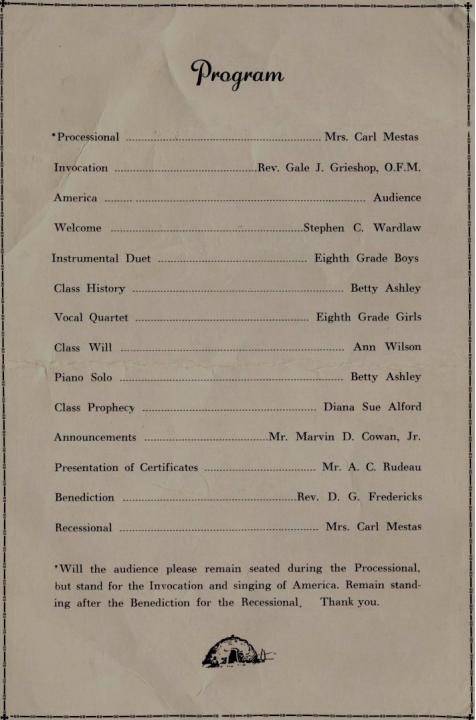 Program
*Processional ........ Mrs. Carl Mestas
Invocation ........ Rev. Gale J. Grieshop, O.F.M.
America ........ Audience
Welcome ........ Stephen C. Wardlaw
Instrumental Duet ........ Eighth Grade Boys
Class History ........ Betty Ashley
Vocal Quartet ........ Eighth Grade Girls
Class Will ........ Ann Wilson
Piano Solo ........ Betty Ashley
Class Prophecy ........ Diana Sue Alford
Announcements ........ Mr. Marvin D. Cowan, Jr.
Presentation of Certificates ........ Mr. A. C. Rudeau
Benediction ........ Rev. D. G. Fredericks
Recessional ........ Mrs. Carl Mestas
*Will the audience please remain seated during the Processional,
but stand for the Invocation and singing of America. Remain stand-
ing after the Benediction for the Recessional. Thank you.